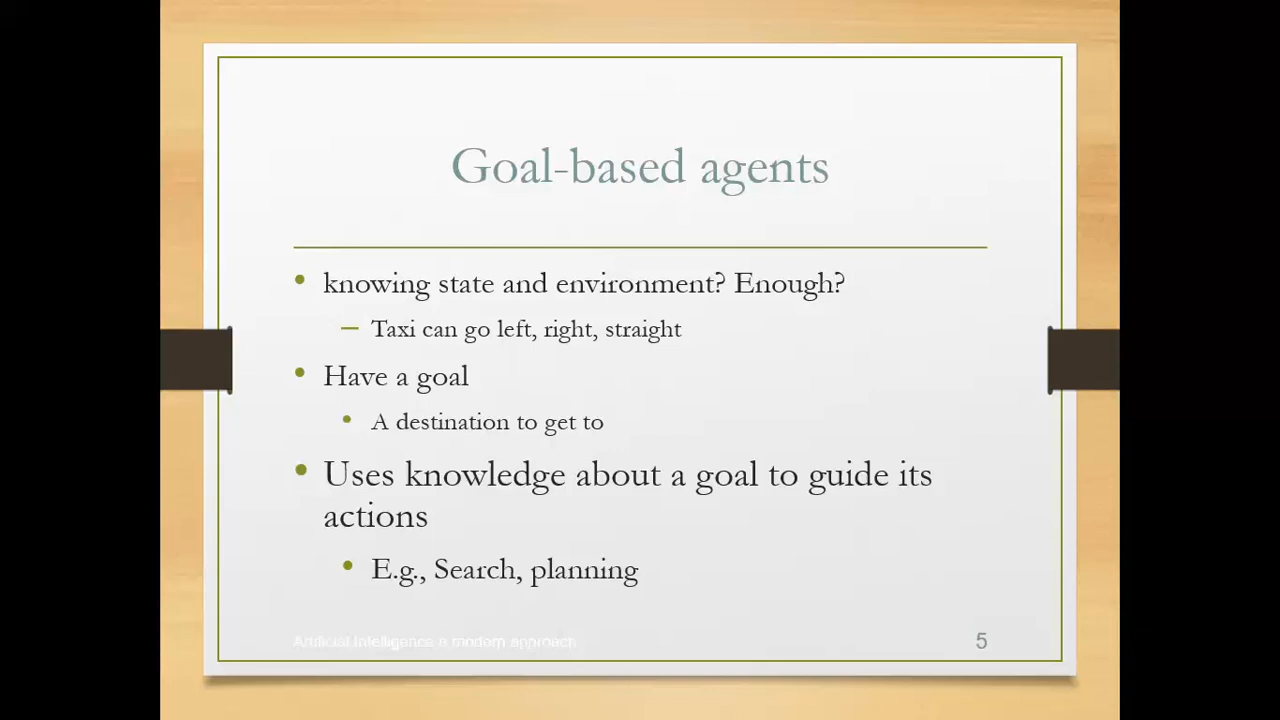 Goal-based agents
• knowing state and environment? Enough?
– Taxi can go left, right, straight
• Have a goal
• A destination to get to
• Uses knowledge about a goal to guide its
actions
• E.g., Search, planning
Artificial Intelligence a modern approach
5